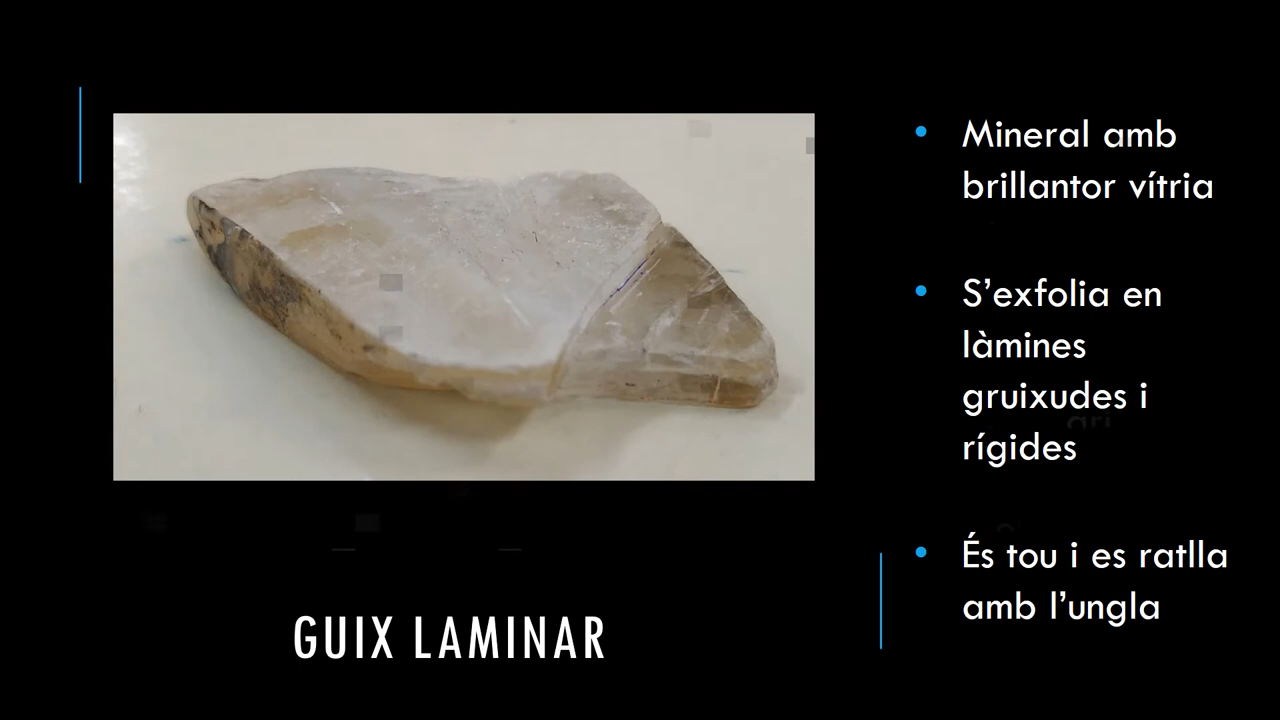 Mineral amb
brillantor vítria
S’exfolia en
làmines
gruixudes i
rígides
És tou i es ratlla
amb l’ungla
GUIX LAMINAR